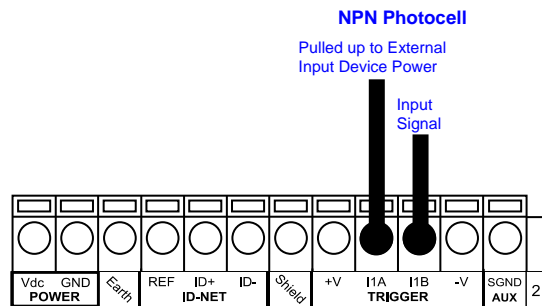 NPN Photocell
Pulled up to External
Input Device Power
Input
Signal
Vdc GND Earth REF ID+ ID- Shield +V I1A I1B -V SGND
POWER ID-NET TRIGGER AUX 2